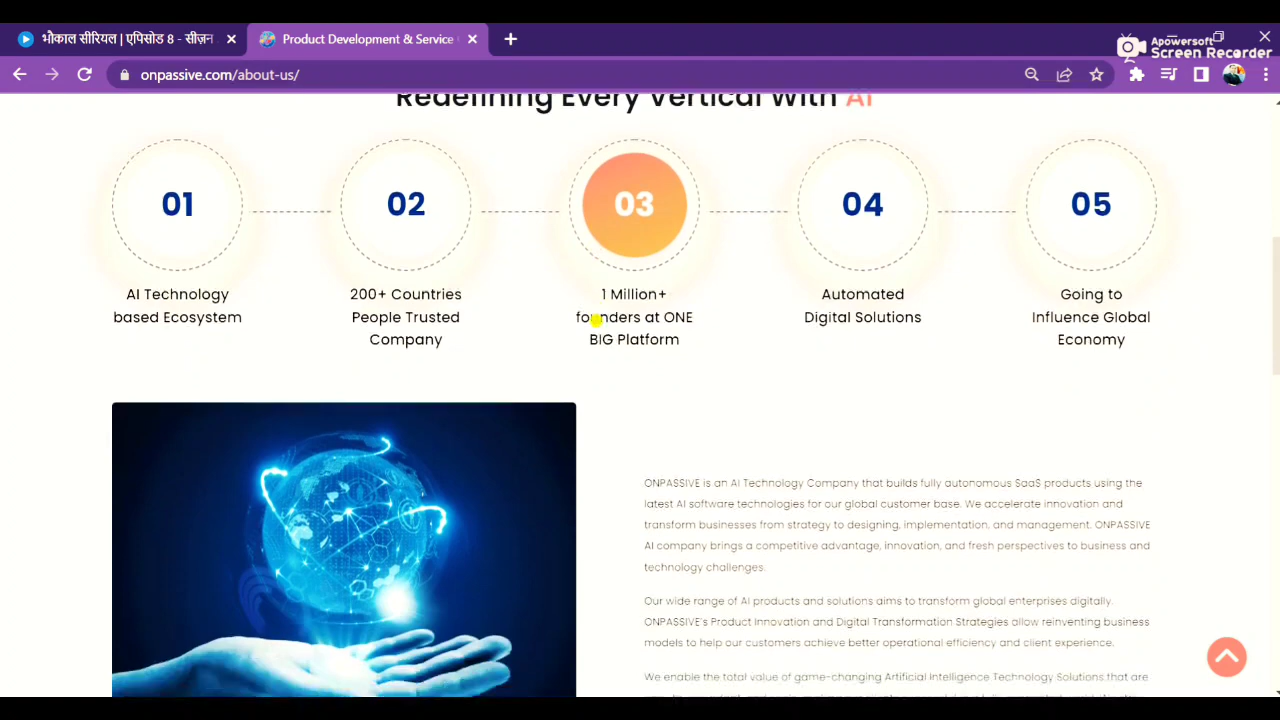 भौकाल सीरियल | एपिसोड 8 - सीज़न
Product Development & Service
Apowersoft
Screen Recorder
onpassive.com/about-us/
Redefining Every Vertical With AI
01
02
03
04
05
AI Technology
based Ecosystem
200+ Countries
People Trusted
Company
1 Million+
founders at ONE
BIG Platform
Automated
Digital Solutions
Going to
Influence Global
Economy
ONPASSIVE is an AI Technology Company that builds fully autonomous SaaS products using the
latest AI software technologies for our global customer base. We accelerate innovation and
transform businesses from strategy to designing, implementation, and management. ONPASSIVE
AI company brings a competitive advantage, innovation, and fresh perspectives to business and
technology challenges.
Our wide range of AI products and solutions aims to transform global enterprises digitally.
ONPASSIVE's Product Innovation and Digital Transformation Strategies allow reinventing business
models to help our customers achieve better operational efficiency and client experience.
We enable the total value of game-changing Artificial Intelligence Technology Solutions that are